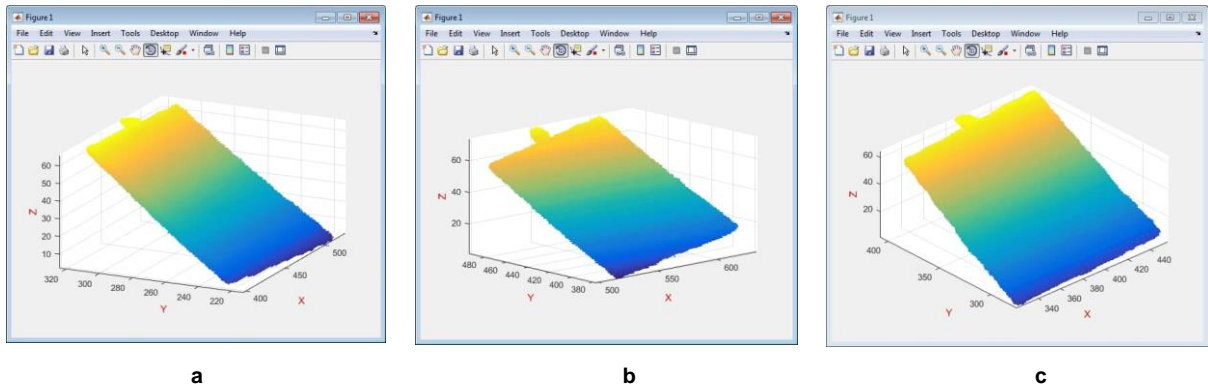 Figure 1
File Edit View Insert Tools Desktop Window Help
60
50
40
30
20
10
Z
320 300 280 260 240 220
Y
400 450 500
X
a
Figure 1
File Edit View Insert Tools Desktop Window Help
60
40
20
Z
480 460 440 420 400 380
Y
500 550 600
X
b
Figure 1
File Edit View Insert Tools Desktop Window Help
60
40
20
Z
400 350 300
Y
340 360 380 400 420 440
X
c